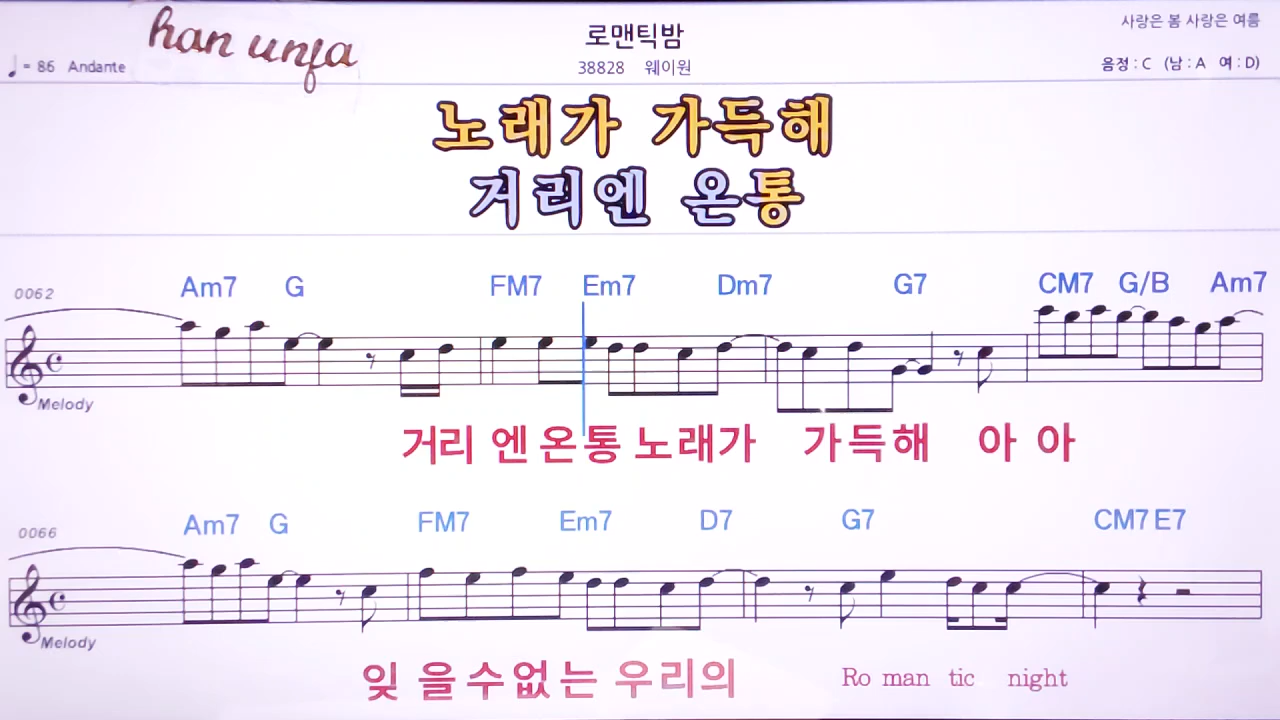 han unja
로맨틱밤
사랑은 봄 사랑은 여름
♩= 86 Andante
38828 웨이원
음정 : C (남 : A 여 : D)
노래가 가득해
거리엔 온통
0062 Am7 G FM7 Em7 Dm7 G7 CM7 G/B Am7
Melody
거리 엔 온통 노래가 가득해 아 아
0066 Am7 G FM7 Em7 D7 G7 CM7 E7
Melody
잊 을수없는 우리의 Ro man tic night